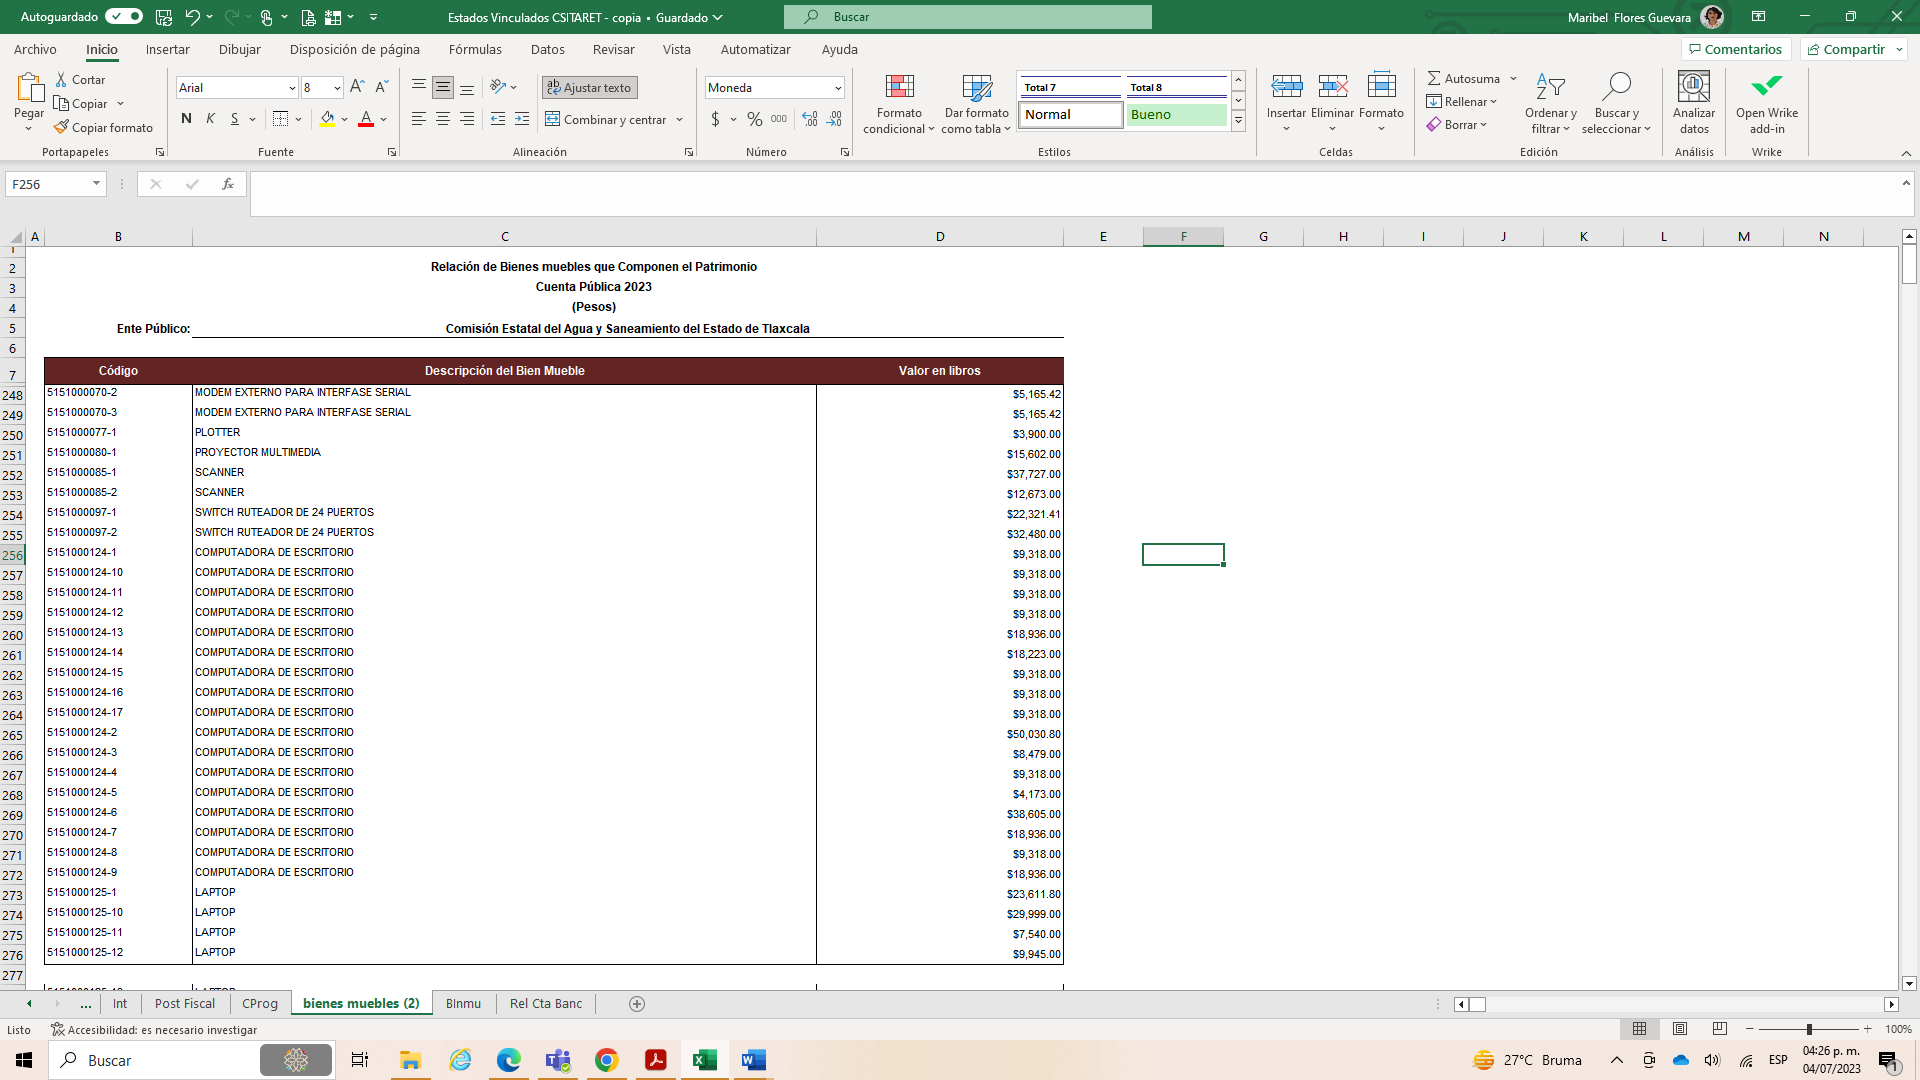 Autoguardado
Estados Vinculados CSITARET - copia • Guardado
Buscar
Maribel Flores Guevara
Archivo Inicio Insertar Dibujar Disposición de página Fórmulas Datos Revisar Vista Automatizar Ayuda
Comentarios Compartir
Pegar
Cortar
Copiar
Copiar formato
Portapapeles
Arial 8
N K S
Fuente
Ajustar texto
Combinar y centrar
Alineación
Moneda
$ % 000
Número
Formato condicional
Dar formato como tabla
Total 7 Total 8
Normal Bueno
Estilos
Insertar Eliminar Formato
Celdas
Autosuma
Rellenar
Borrar
Ordenar y filtrar
Buscar y seleccionar
Edición
Analizar datos
Análisis
Open Wrike add-in
Wrike
F256
fx
A B C D E F G H I J K L M N
2 Relación de Bienes muebles que Componen el Patrimonio
3 Cuenta Pública 2023
4 (Pesos)
5 Ente Público: Comisión Estatal del Agua y Saneamiento del Estado de Tlaxcala
6
7 Código Descripción del Bien Mueble Valor en libros
248 5151000070-2 MODEM EXTERNO PARA INTERFASE SERIAL $5,165.42
249 5151000070-3 MODEM EXTERNO PARA INTERFASE SERIAL $5,165.42
250 5151000077-1 PLOTTER $3,900.00
251 5151000080-1 PROYECTOR MULTIMEDIA $15,602.00
252 5151000085-1 SCANNER $37,727.00
253 5151000085-2 SCANNER $12,673.00
254 5151000097-1 SWITCH RUTEADOR DE 24 PUERTOS $22,321.41
255 5151000097-2 SWITCH RUTEADOR DE 24 PUERTOS $32,480.00
256 5151000124-1 COMPUTADORA DE ESCRITORIO $9,318.00
257 5151000124-10 COMPUTADORA DE ESCRITORIO $9,318.00
258 5151000124-11 COMPUTADORA DE ESCRITORIO $9,318.00
259 5151000124-12 COMPUTADORA DE ESCRITORIO $9,318.00
260 5151000124-13 COMPUTADORA DE ESCRITORIO $18,936.00
261 5151000124-14 COMPUTADORA DE ESCRITORIO $18,223.00
262 5151000124-15 COMPUTADORA DE ESCRITORIO $9,318.00
263 5151000124-16 COMPUTADORA DE ESCRITORIO $9,318.00
264 5151000124-17 COMPUTADORA DE ESCRITORIO $9,318.00
265 5151000124-2 COMPUTADORA DE ESCRITORIO $50,030.80
266 5151000124-3 COMPUTADORA DE ESCRITORIO $8,479.00
267 5151000124-4 COMPUTADORA DE ESCRITORIO $9,318.00
268 5151000124-5 COMPUTADORA DE ESCRITORIO $4,173.00
269 5151000124-6 COMPUTADORA DE ESCRITORIO $38,605.00
270 5151000124-7 COMPUTADORA DE ESCRITORIO $18,936.00
271 5151000124-8 COMPUTADORA DE ESCRITORIO $9,318.00
272 5151000124-9 COMPUTADORA DE ESCRITORIO $18,936.00
273 5151000125-1 LAPTOP $23,611.80
274 5151000125-10 LAPTOP $29,999.00
275 5151000125-11 LAPTOP $7,540.00
276 5151000125-12 LAPTOP $9,945.00
277
... Int Post Fiscal CProg bienes muebles (2) BInmu Rel Cta Banc
Listo Accesibilidad: es necesario investigar 100%
Buscar
27°C Bruma
ESP
04:26 p. m.
04/07/2023
1